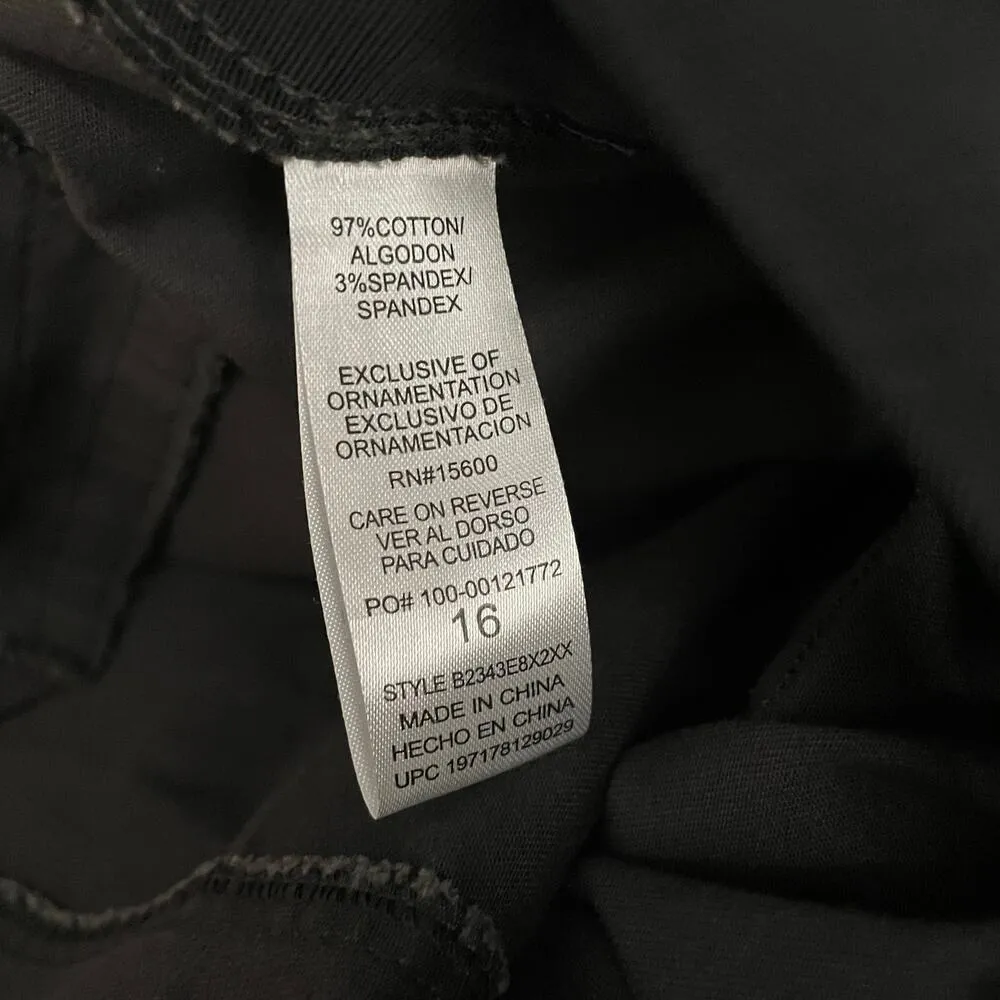 97%COTTON/
ALGODON
3%SPANDEX/
SPANDEX
EXCLUSIVE OF
ORNAMENTATION
EXCLUSIVO DE
ORNAMENTACION
RN#15600
CARE ON REVERSE
VER AL DORSO
PARA CUIDADO
PO# 100-00121772
16
STYLE B2343E8X2XX
MADE IN CHINA
HECHO EN CHINA
UPC 197178129029